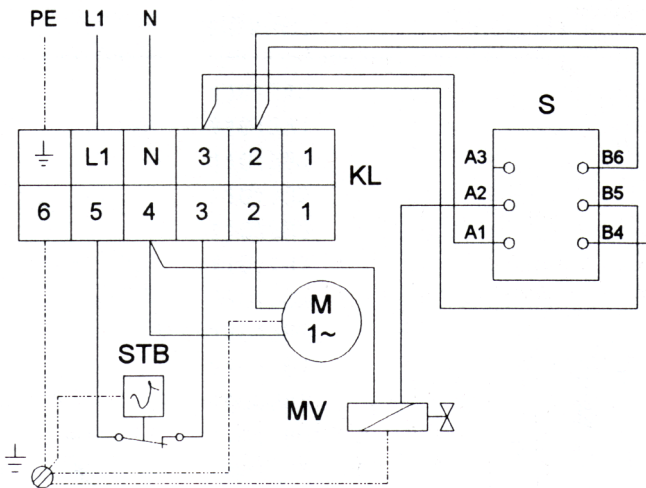 PE L1 N
S
L1 N 3 2 1
KL
6 5 4 3 2 1
A3 B6
A2 B5
A1 B4
M
1~
STB
MV